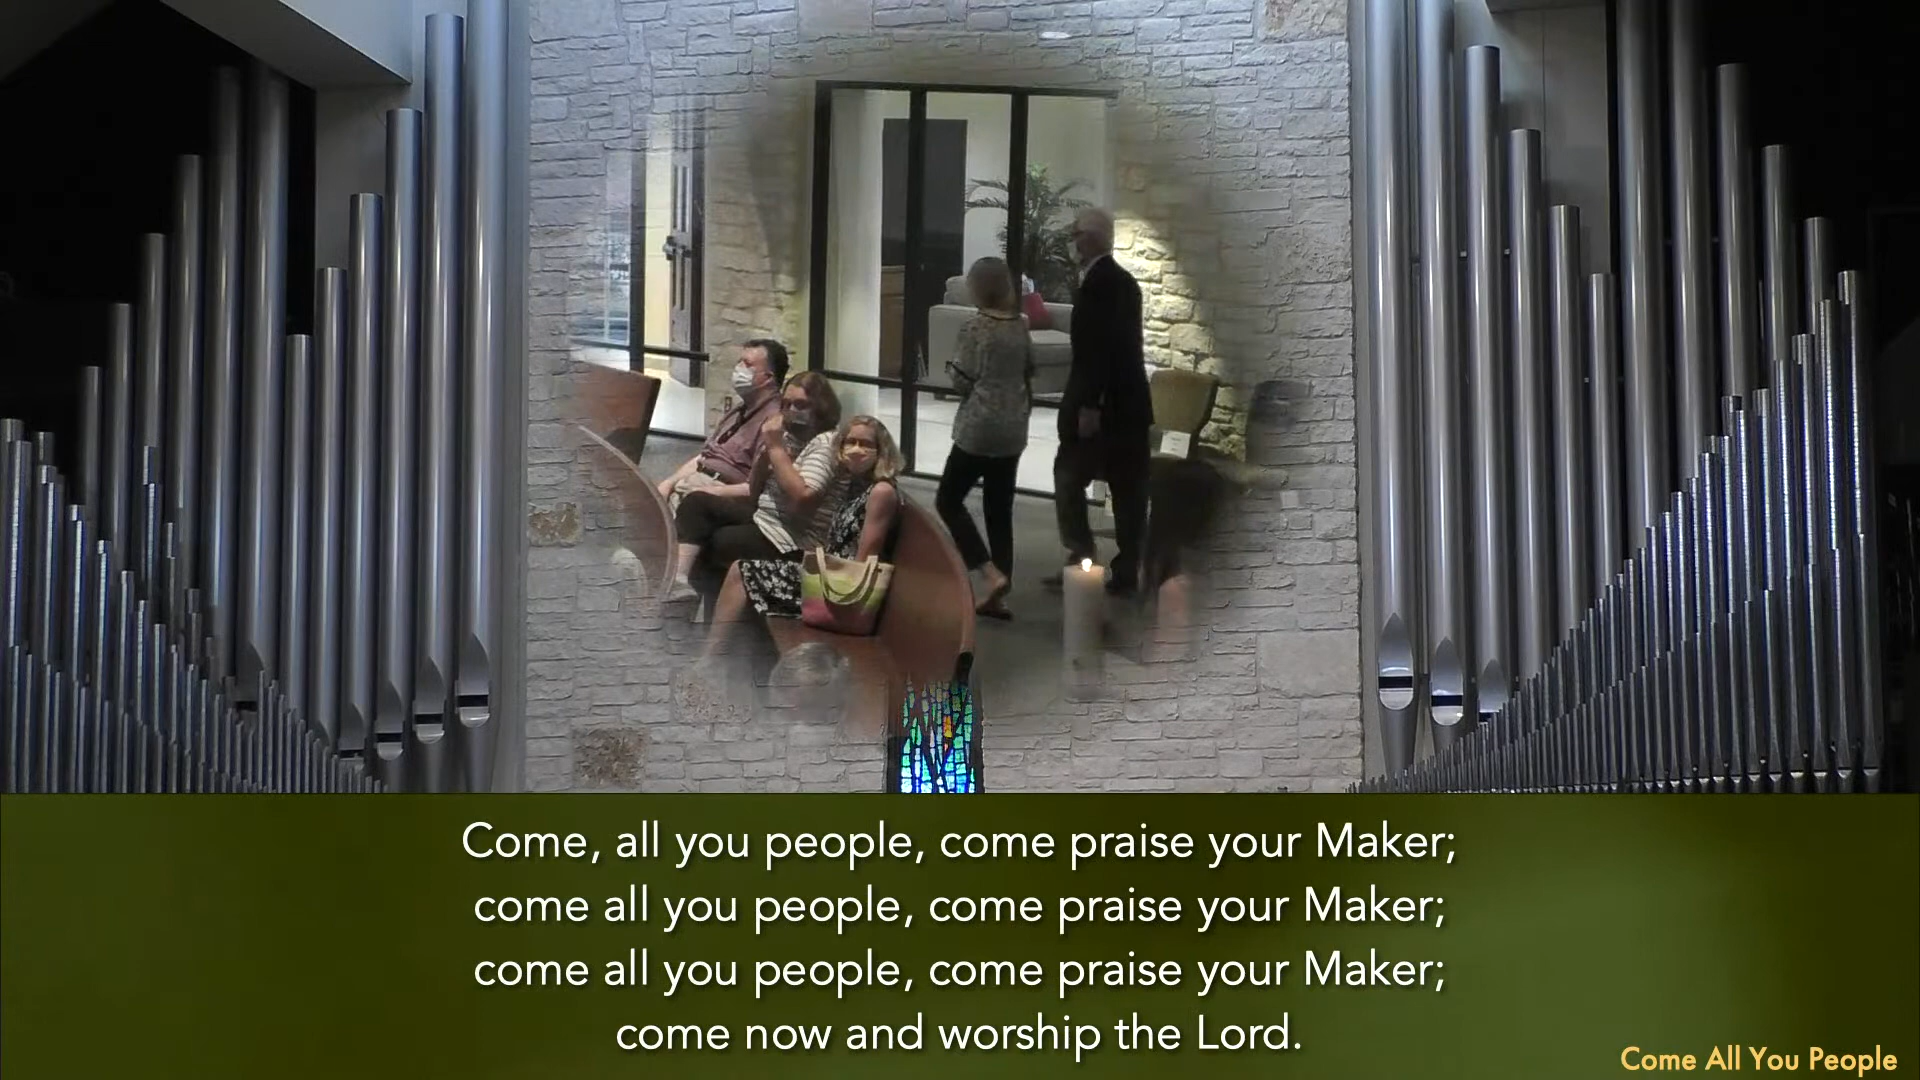 Come, all you people, come praise your Maker;
come all you people, come praise your Maker;
come all you people, come praise your Maker;
come now and worship the Lord.
Come All You People